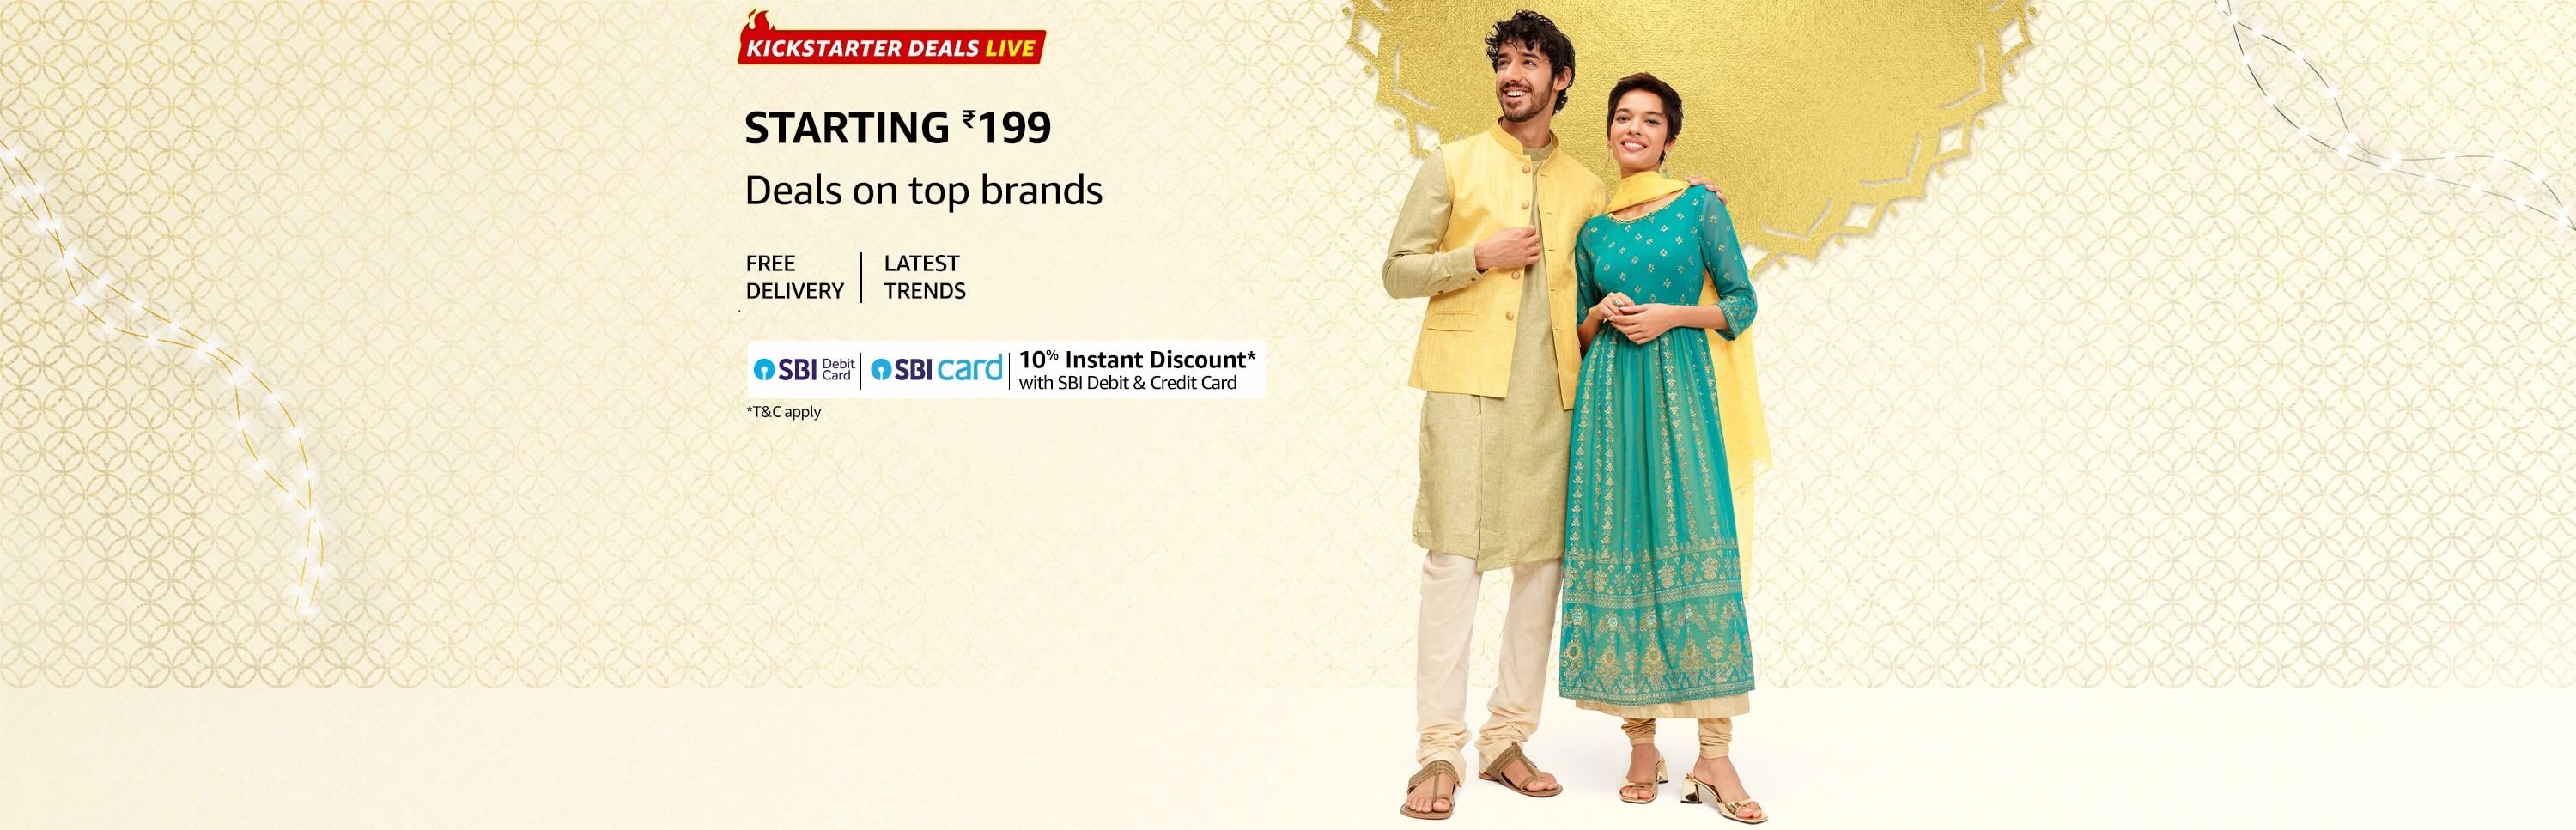 KICKSTARTER DEALS LIVE
STARTING ₹199
Deals on top brands
FREE
DELIVERY
LATEST
TRENDS
SBI Debit Card
SBI card
10% Instant Discount*
with SBI Debit & Credit Card
*T&C apply